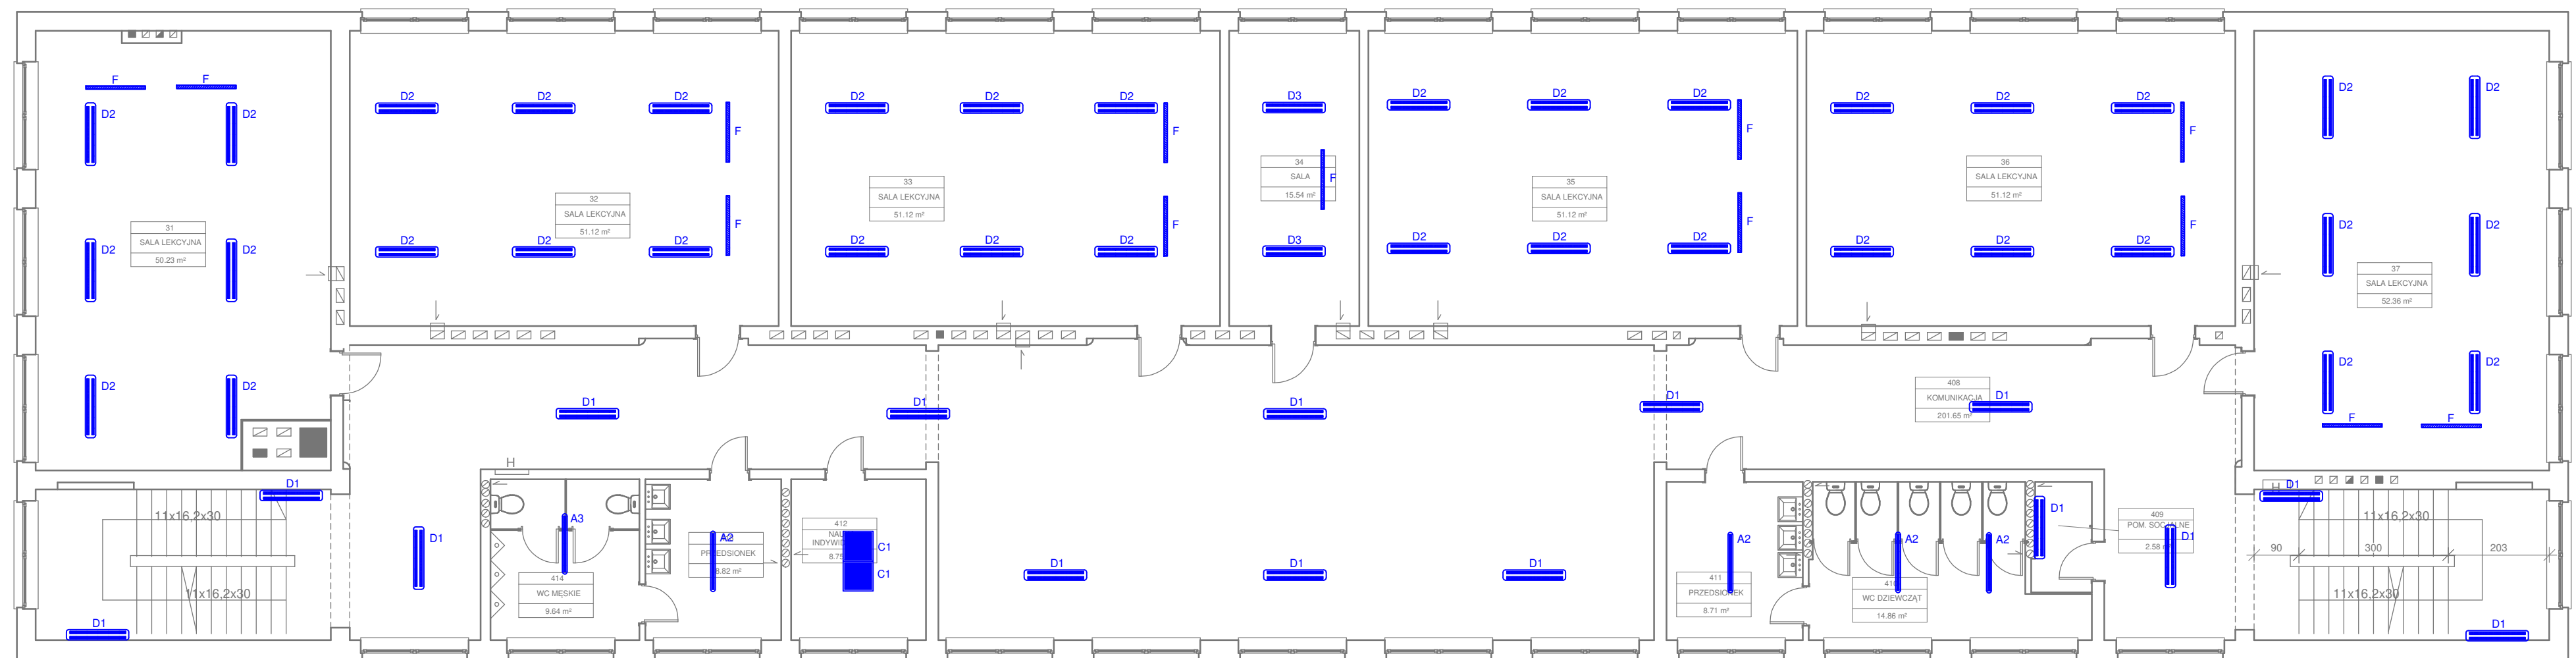 F F
D2 D2
D2 D2
D2 D2
31
SALA LEKCYJNA
50.23 m²
D2 D2 D2
F
F
D2 D2 D2
32
SALA LEKCYJNA
51.12 m²
D2 D2 D2
F
F
D2 D2 D2
33
SALA LEKCYJNA
51.12 m²
D3
34
SALA
15.54 m²
F
D3
D2 D2 D2
F
F
D2 D2 D2
35
SALA LEKCYJNA
51.12 m²
D2 D2 D2
F
F
D2 D2 D2
36
SALA LEKCYJNA
51.12 m²
D2 D2
D2 D2
D2 D2
F F
37
SALA LEKCYJNA
52.36 m²
D1 D1 D1 D1 D1
408
KOMUNIKACJA
201.65 m²
D1
11x16,2x30
11x16,2x30
D1
D1
H
A3
414
WC MĘSKIE
9.64 m²
A2
PRZEDSIONEK
8.82 m²
412
C1
C1
D1 D1 D1
A2
411
PRZEDSIONEK
8.71 m²
A2 A2
WC DZIEWCZĄT
14.86 m²
D1
409
POM. SOCJALNE
2.58 m²
D1
H
D1
11x16,2x30
90 300 203
11x16,2x30
D1